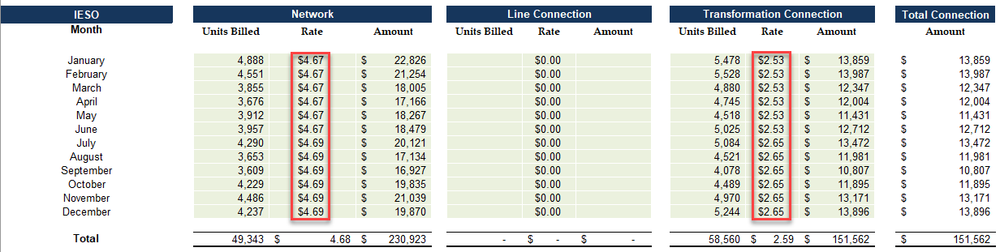 IESO Network Line Connection Transformation Connection Total Connection
Month Units Billed Rate Amount Units Billed Rate Amount Units Billed Rate Amount Amount
January 4,888 $4.67 $ 22,826 $0.00 5,478 $2.53 $ 13,859 $ 13,859
February 4,551 $4.67 $ 21,254 $0.00 5,528 $2.53 $ 13,987 $ 13,987
March 3,855 $4.67 $ 18,005 $0.00 4,880 $2.53 $ 12,347 $ 12,347
April 3,676 $4.67 $ 17,166 $0.00 4,745 $2.53 $ 12,004 $ 12,004
May 3,912 $4.67 $ 18,267 $0.00 4,518 $2.53 $ 11,431 $ 11,431
June 3,957 $4.67 $ 18,479 $0.00 5,025 $2.53 $ 12,712 $ 12,712
July 4,290 $4.69 $ 20,121 $0.00 5,084 $2.65 $ 13,472 $ 13,472
August 3,653 $4.69 $ 17,134 $0.00 4,521 $2.65 $ 11,981 $ 11,981
September 3,609 $4.69 $ 16,927 $0.00 4,078 $2.65 $ 10,807 $ 10,807
October 4,229 $4.69 $ 19,835 $0.00 4,489 $2.65 $ 11,895 $ 11,895
November 4,486 $4.69 $ 21,039 $0.00 4,970 $2.65 $ 13,171 $ 13,171
December 4,237 $4.69 $ 19,870 $0.00 5,244 $2.65 $ 13,896 $ 13,896
Total 49,343 $ 4.68 $ 230,923 - $ - $ - 58,560 $ 2.59 $ 151,562 $ 151,562